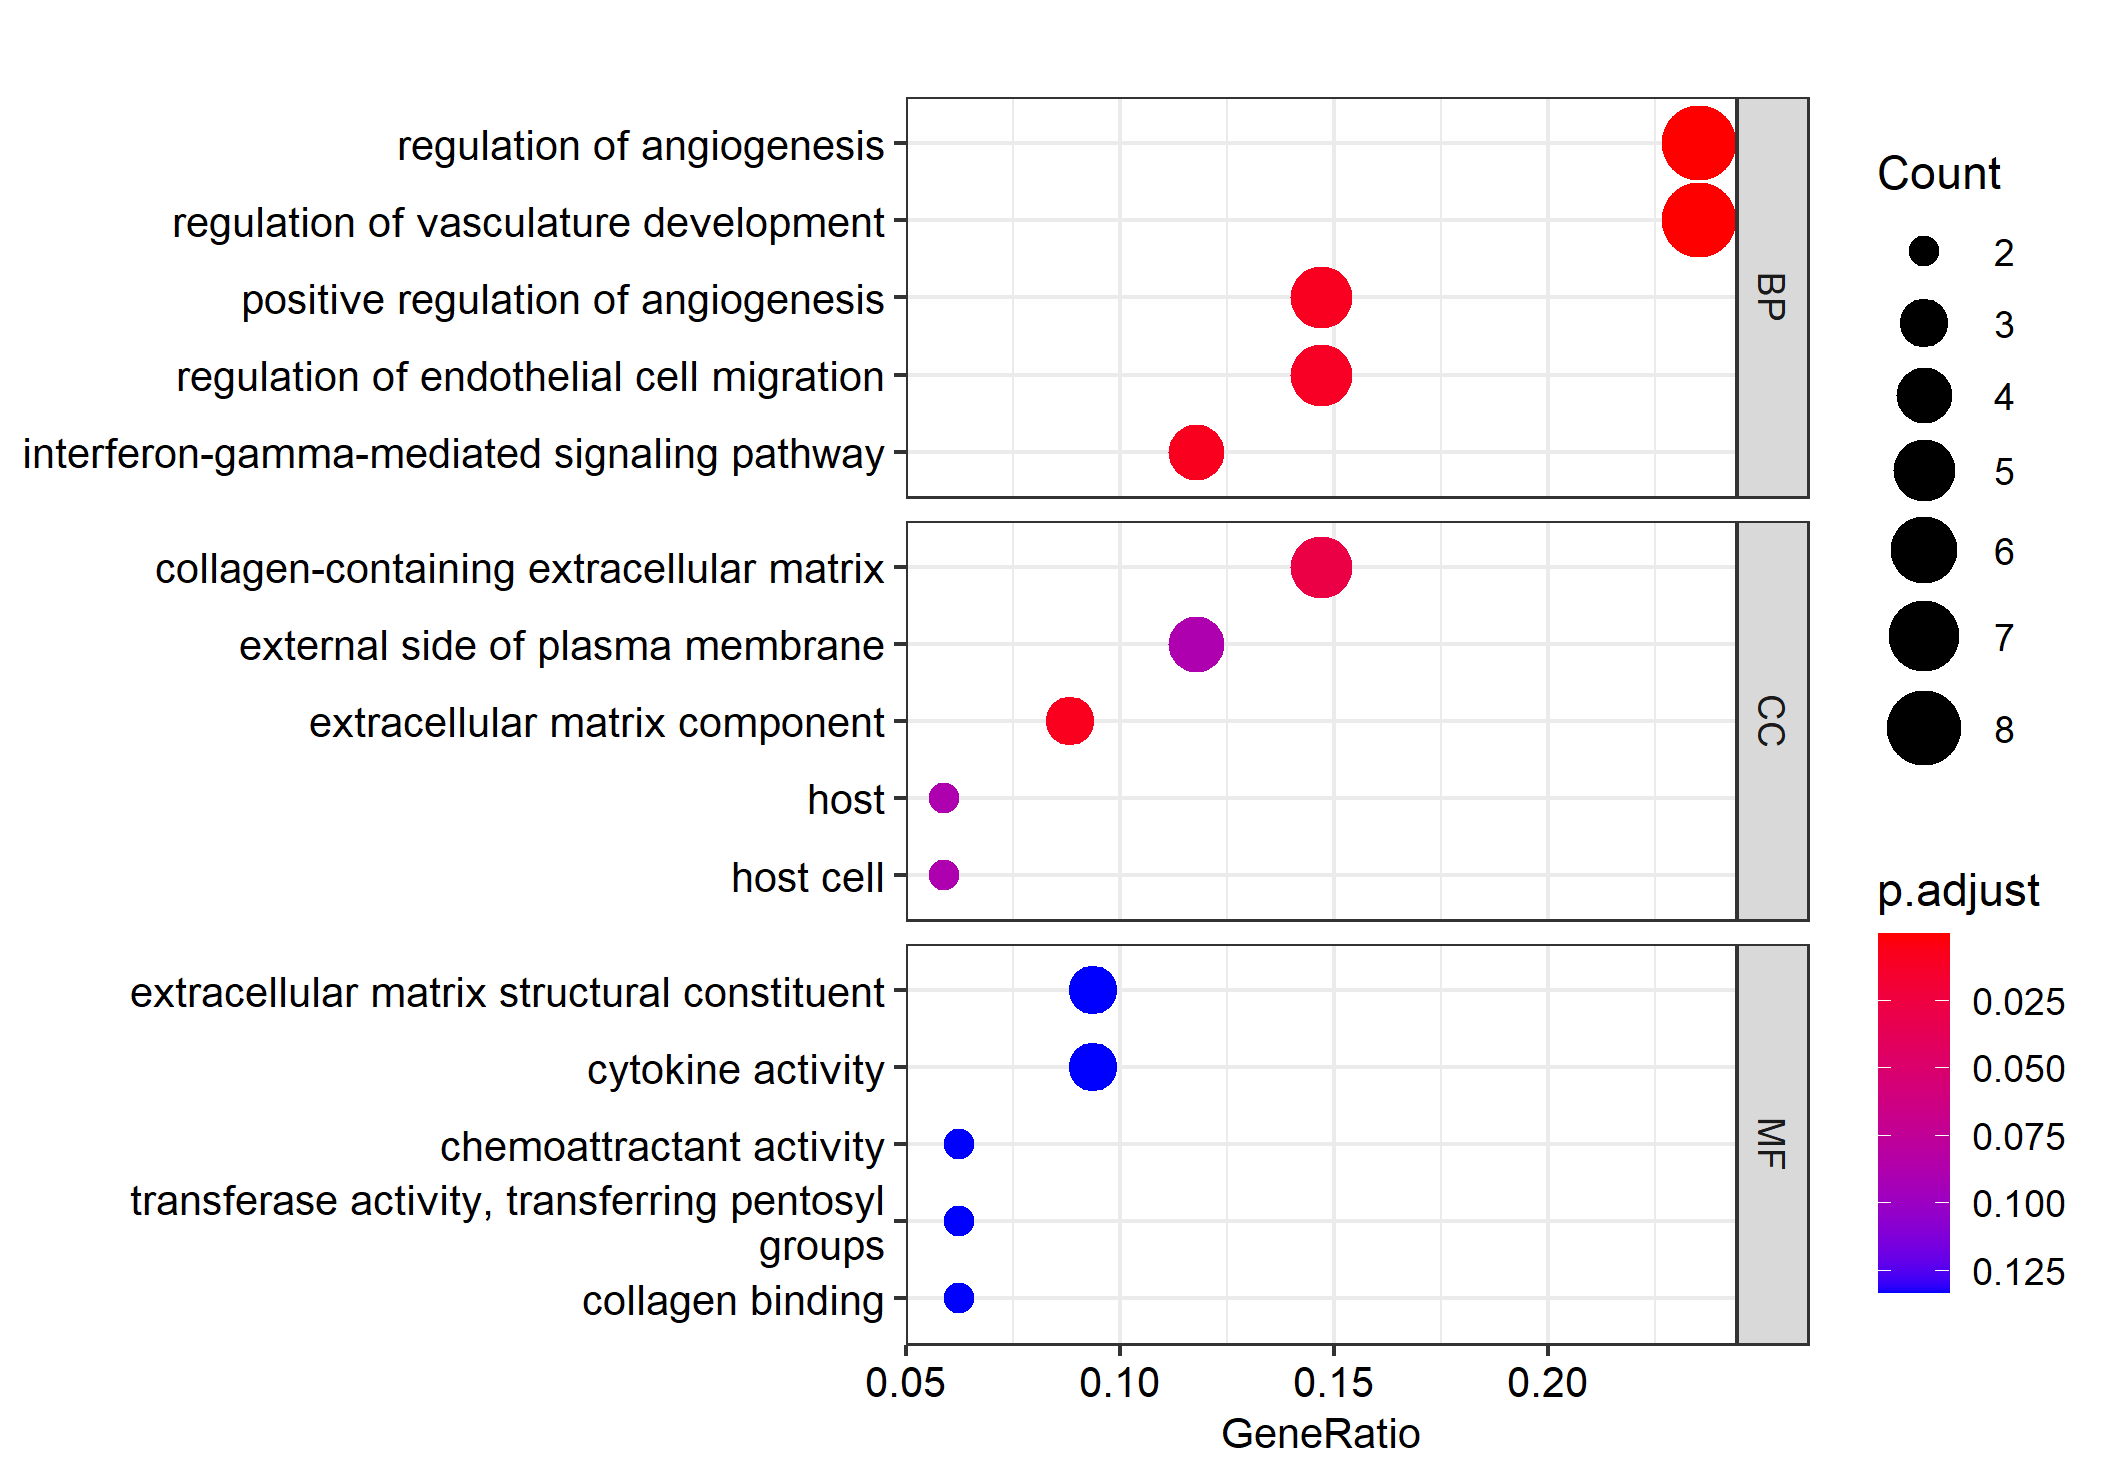 regulation of angiogenesis
regulation of vasculature development
positive regulation of angiogenesis
regulation of endothelial cell migration
interferon-gamma-mediated signaling pathway
BP
collagen-containing extracellular matrix
external side of plasma membrane
extracellular matrix component
host
host cell
CC
extracellular matrix structural constituent
cytokine activity
chemoattractant activity
transferase activity, transferring pentosyl
groups
collagen binding
MF
0.05 0.10 0.15 0.20
GeneRatio
Count
2
3
4
5
6
7
8
p.adjust
0.025
0.050
0.075
0.100
0.125